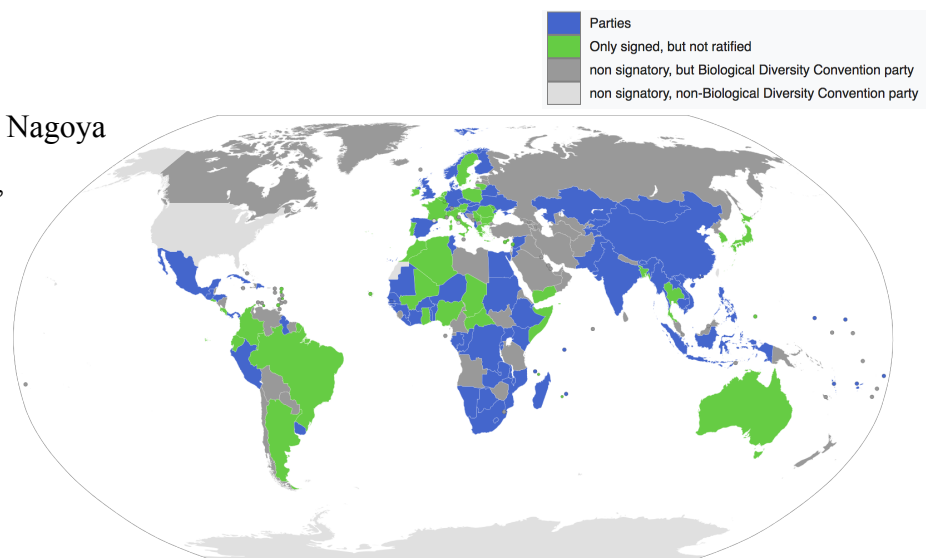 Parties
Only signed, but not ratified
non signatory, but Biological Diversity Convention party
non signatory, non-Biological Diversity Convention party
Nagoya
,